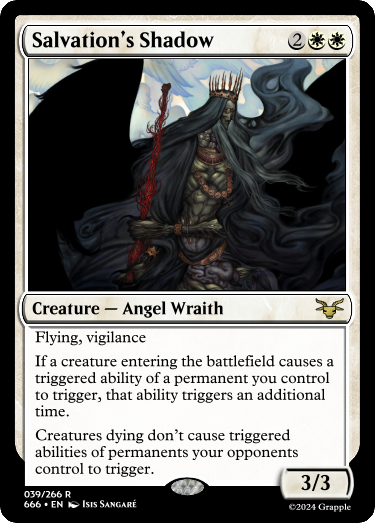 Salvation's Shadow 2
Creature — Angel Wraith
Flying, vigilance
If a creature entering the battlefield causes a
triggered ability of a permanent you control
to trigger, that ability triggers an additional
time.
Creatures dying don't cause triggered
abilities of permanents your opponents
control to trigger.
3/3
039/266 R
666 • EN Isis Sangaré
©2024 Grapple